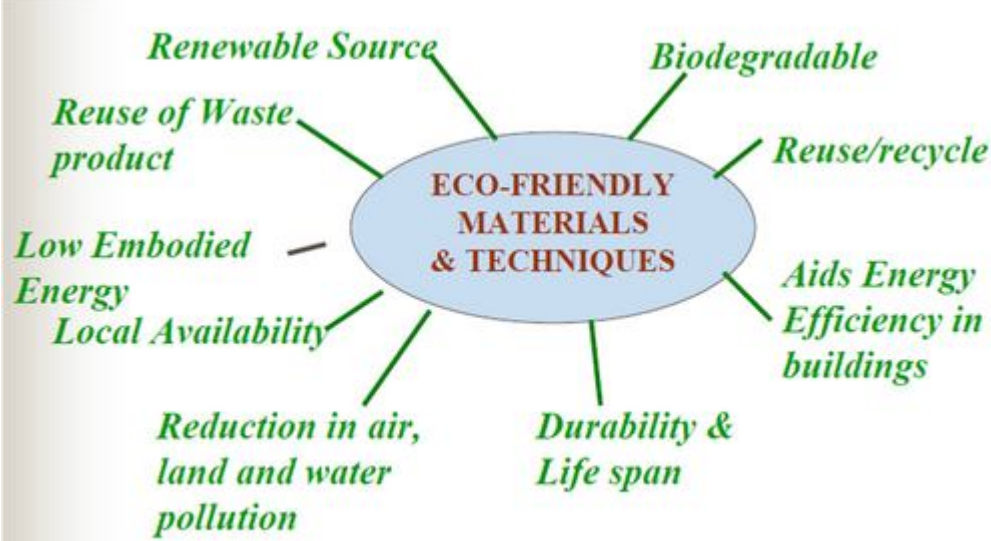 Renewable Source
Biodegradable
Reuse of Waste
product
Reuse/recycle
ECO-FRIENDLY
MATERIALS
& TECHNIQUES
Low Embodied
Energy
Local Availability
Aids Energy
Efficiency in
buildings
Reduction in air,
land and water
pollution
Durability &
Life span